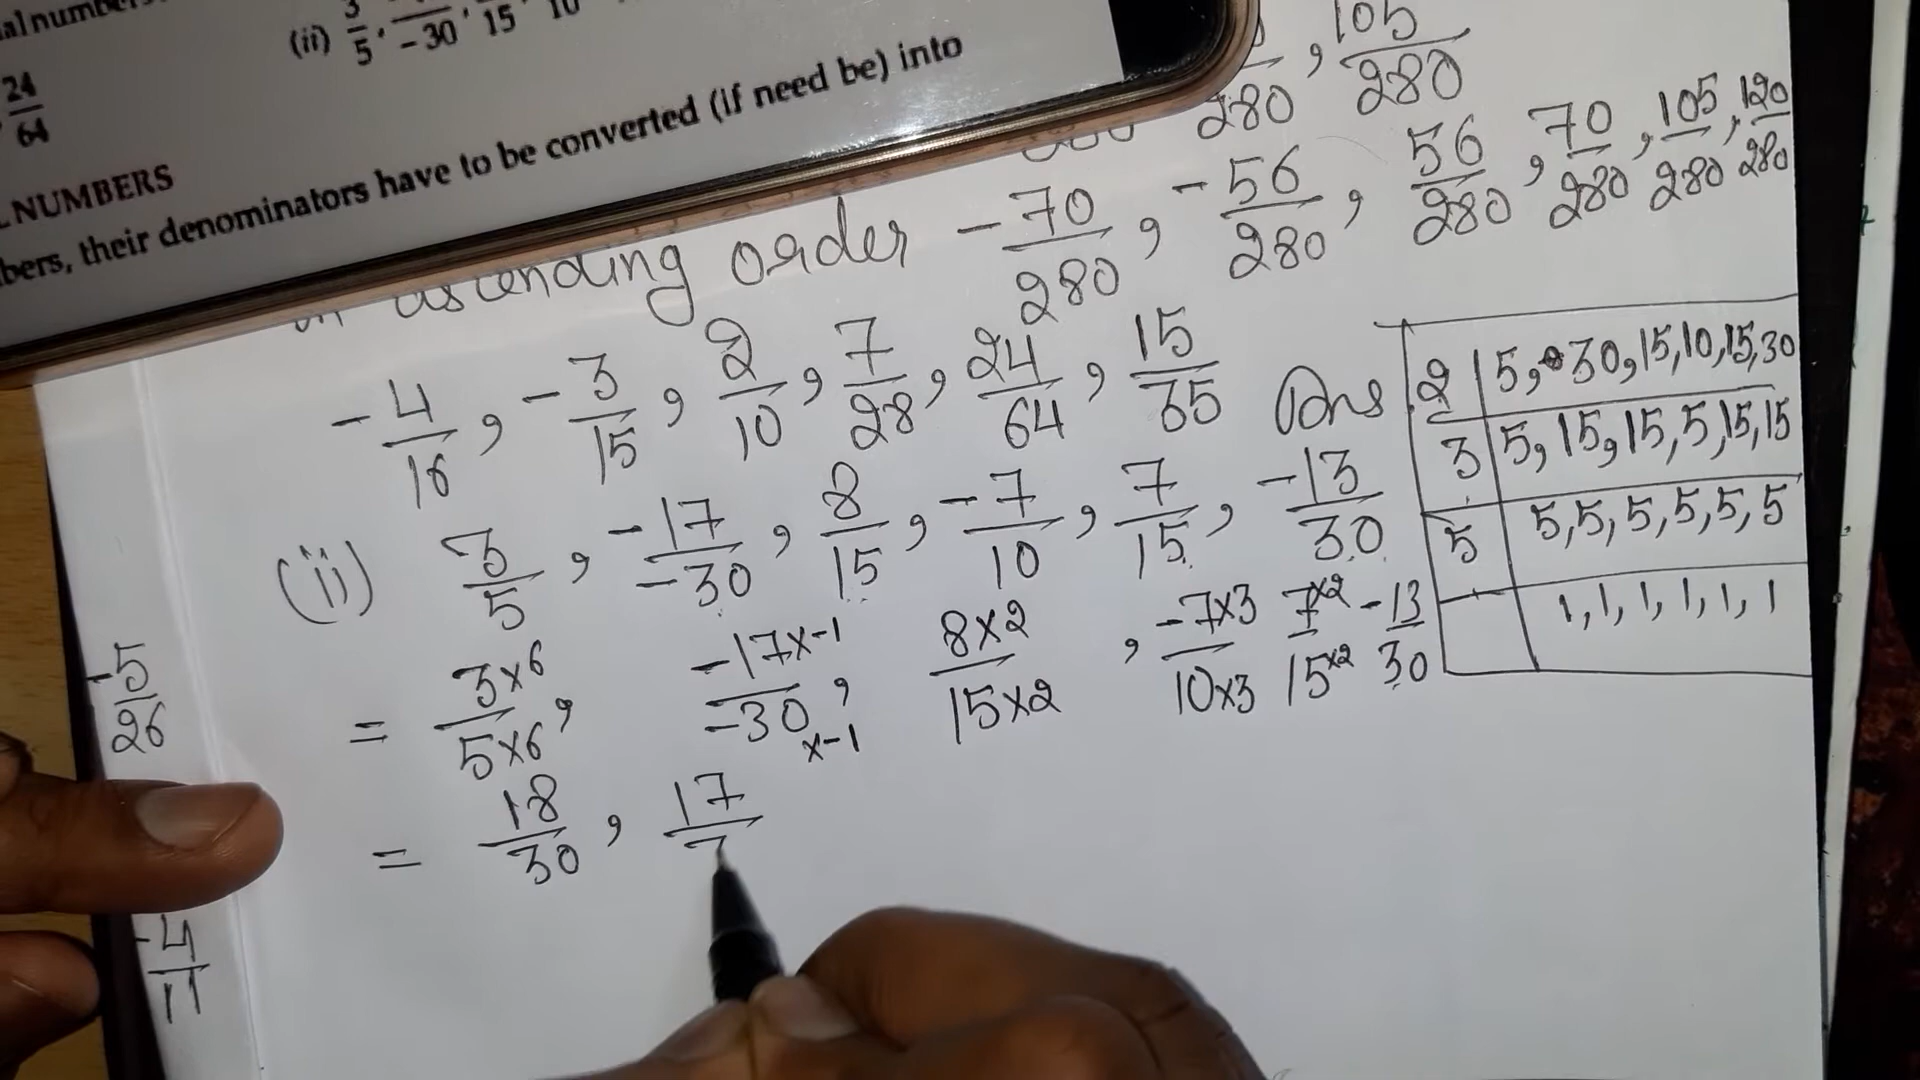 (ii) 3/5, /-30, 15, 10
24/64
NUMBERS
bers, their denominators have to be converted (if need be) into
280, 105/280
ascending order -70/280, -56/280, 56/280, 70/280, 105/280, 120/280
-4/16, -3/15, 2/10, 7/28, 24/64, 15/35 Ans
(ii) 3/5, -17/-30, 8/15, -7/10, 7/15, -13/30
= 3×6/5×6, -17×-1/-30×-1, 8×2/15×2, -7×3/10×3 7×2/15×2 -13/30
= 18/30, 17/
2 | 5, 30, 15, 10, 15, 30
3 | 5, 15, 15, 5, 15, 15
5 | 5, 5, 5, 5, 5, 5
1, 1, 1, 1, 1, 1
-5/26
-4/11